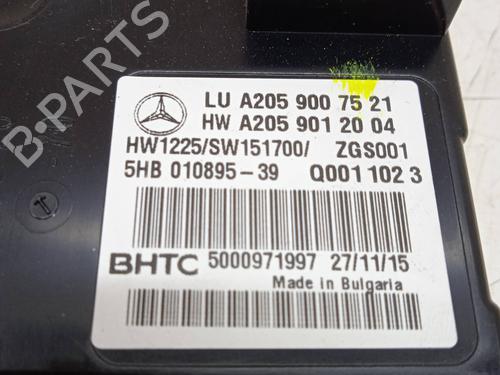 B-PARTS
LU A205 900 75 21
HW A205 901 20 04
HW1225/SW151700/ ZGS001
5HB 010895-39 Q001 102 3
BHTC 5000971997 27/11/15
Made in Bulgaria